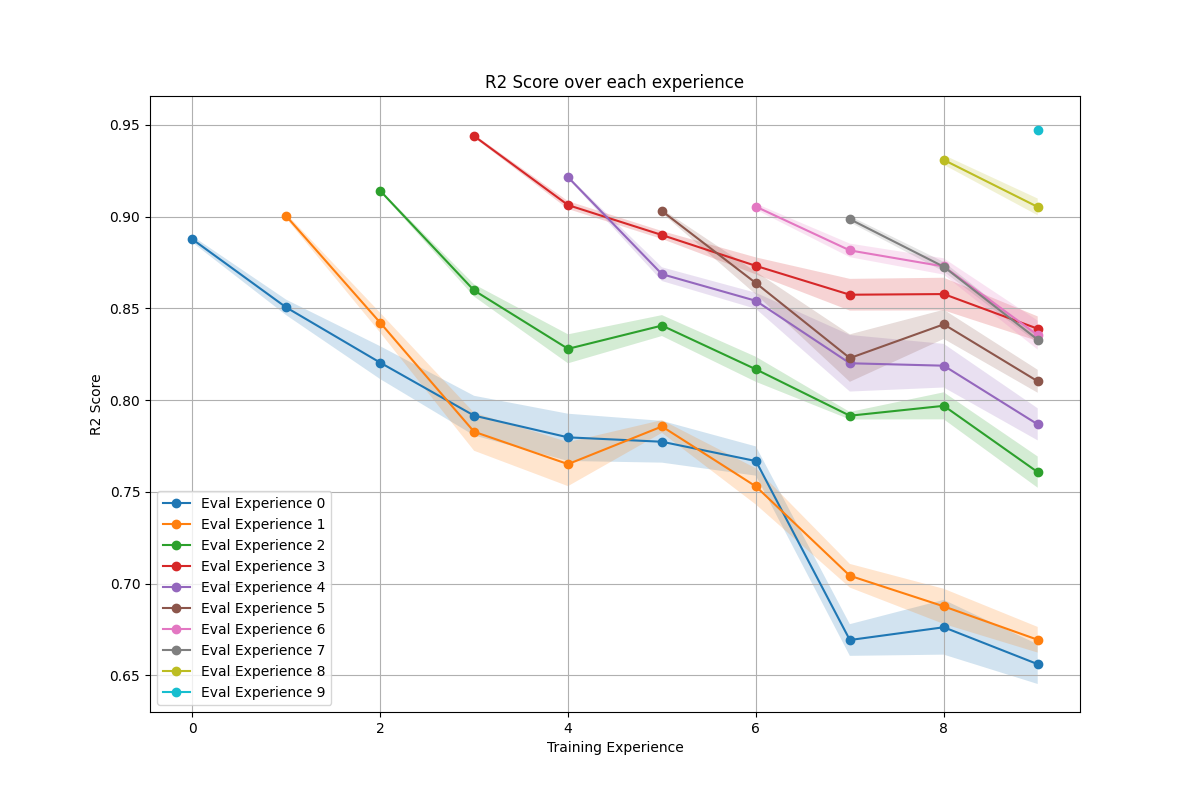 R2 Score over each experience
0.95
0.90
0.85
0.80
0.75
0.70
0.65
R2 Score
Eval Experience 0
Eval Experience 1
Eval Experience 2
Eval Experience 3
Eval Experience 4
Eval Experience 5
Eval Experience 6
Eval Experience 7
Eval Experience 8
Eval Experience 9
0 2 4 6 8
Training Experience